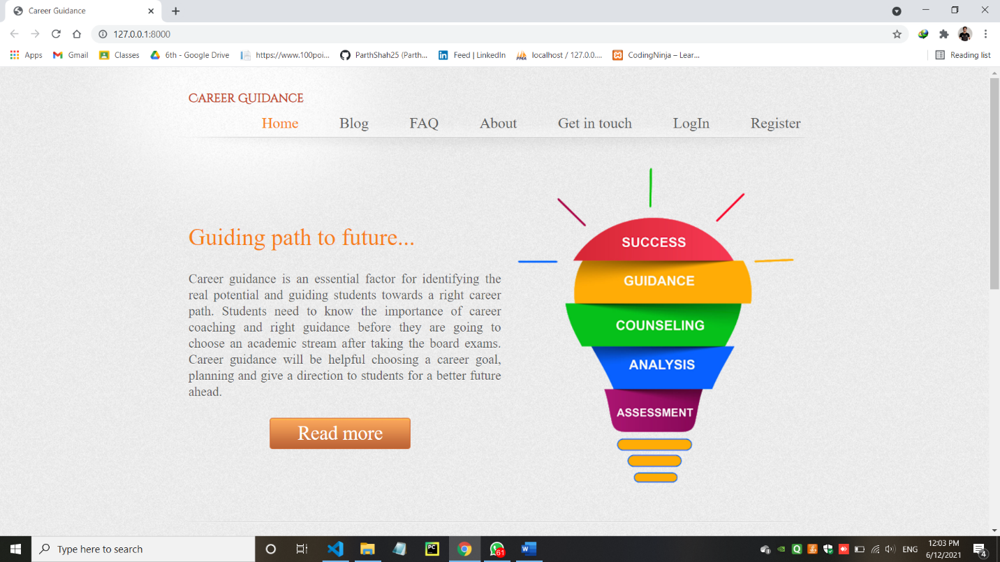 Career Guidance
127.0.0.1:8000
Apps
Gmail
Classes
6th - Google Drive
https://www.100poi...
ParthShah25 (Parth...
Feed | LinkedIn
localhost / 127.0.0....
CodingNinja – Lear...
Reading list
Career Guidance
Home
Blog
FAQ
About
Get in touch
LogIn
Register
Guiding path to future...
Career guidance is an essential factor for identifying the
real potential and guiding students towards a right career
path. Students need to know the importance of career
coaching and right guidance before they are going to
choose an academic stream after taking the board exams.
Career guidance will be helpful choosing a career goal,
planning and give a direction to students for a better future
ahead.
Read more
SUCCESS
GUIDANCE
COUNSELING
ANALYSIS
ASSESSMENT
Type here to search
PC
61
W
ENG
12:03 PM
6/12/2021
4